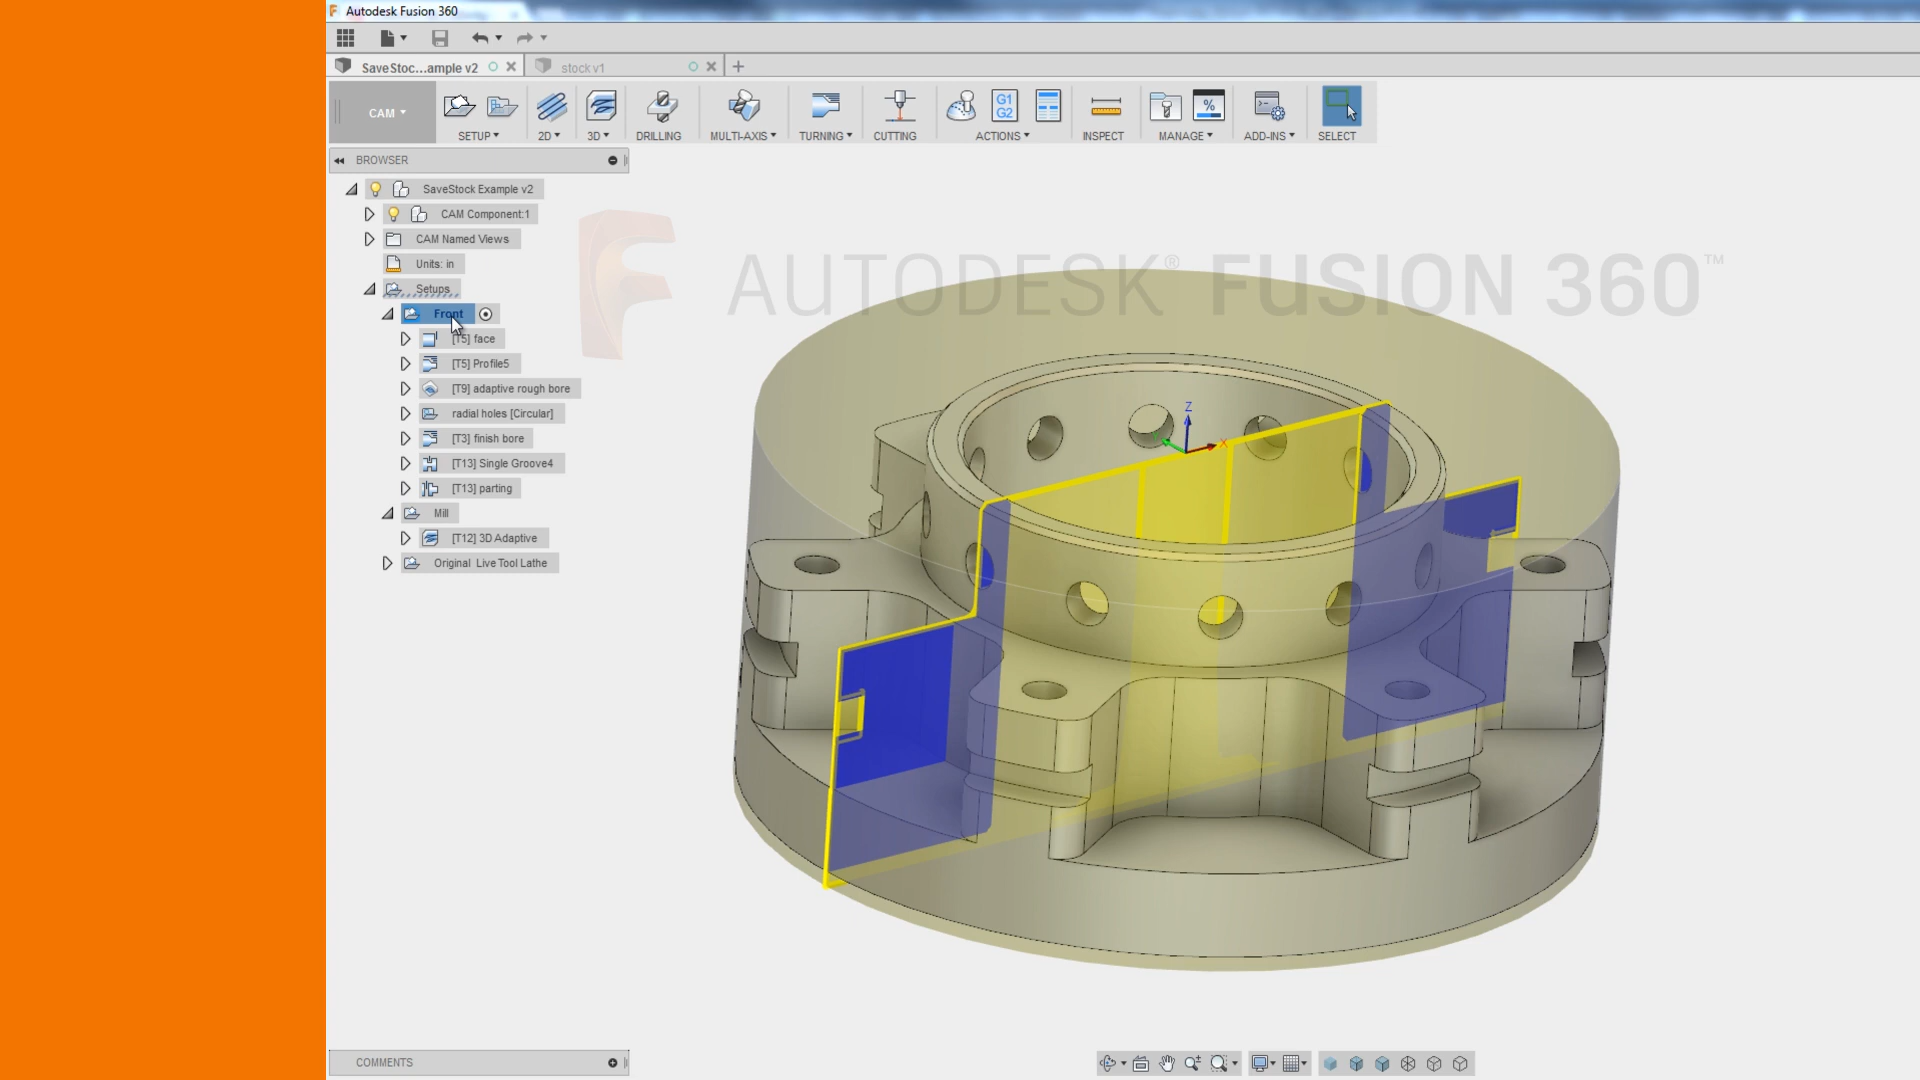 Autodesk Fusion 360
SaveStoc...ample v2
stock v1
CAM
SETUP
2D
3D
DRILLING
MULTI-AXIS
TURNING
CUTTING
G1
G2
ACTIONS
INSPECT
%
MANAGE
ADD-INS
SELECT
BROWSER
SaveStock Example v2
CAM Component:1
CAM Named Views
Units: in
Setups
Front
[T5] face
[T5] Profile5
[T9] adaptive rough bore
radial holes [Circular]
[T3] finish bore
[T13] Single Groove4
[T13] parting
Mill
[T12] 3D Adaptive
Original Live Tool Lathe
AUTODESK® FUSION 360™
Z
X
Y
COMMENTS